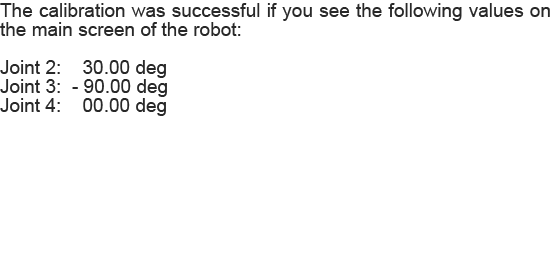 The calibration was successful if you see the following values on
the main screen of the robot:
Joint 2: 30.00 deg
Joint 3: - 90.00 deg
Joint 4: 00.00 deg